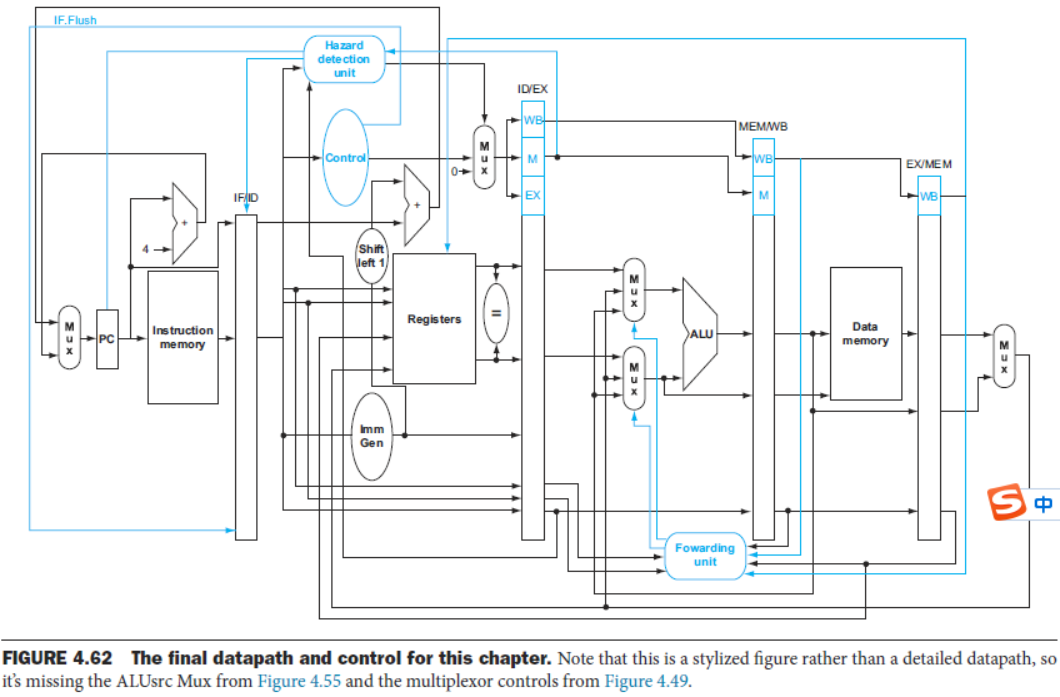 IF.Flush
Hazard
detection
unit
ID/EX
WB
MEM/WB
Control
M
u
x
M
WB
EX/MEM
0
IF/ID
EX
M
WB
+
+
4
Shift
left 1
M
u
x
PC
Instruction
memory
Registers
=
M
u
x
M
u
x
ALU
Data
memory
M
u
x
Imm
Gen
S 中
Fowarding
unit
FIGURE 4.62 The final datapath and control for this chapter. Note that this is a stylized figure rather than a detailed datapath, so
it's missing the ALUsrc Mux from Figure 4.55 and the multiplexor controls from Figure 4.49.